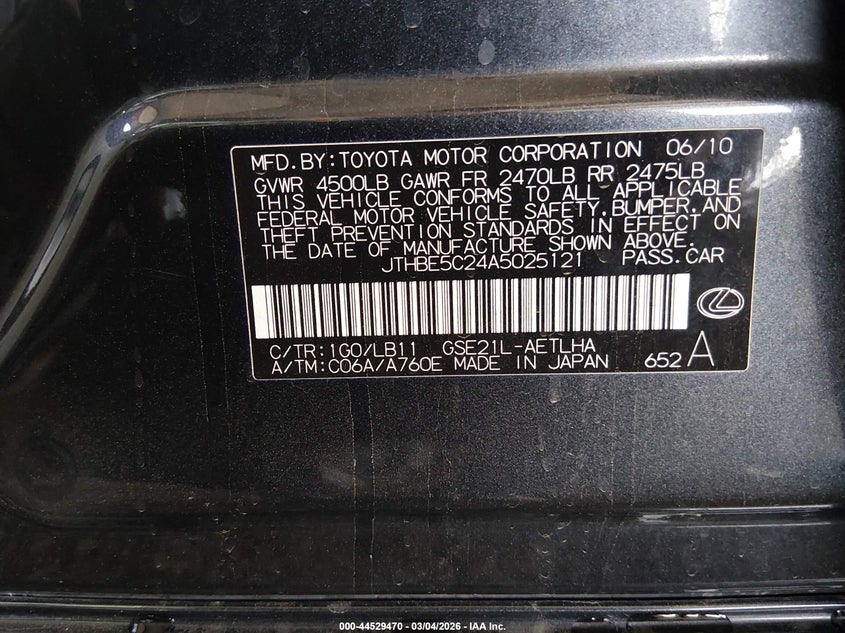 MFD.BY:TOYOTA MOTOR CORPORATION 06/10
GVWR 4500LB GAWR FR 2470LB RR 2475LB
THIS VEHICLE CONFORMS TO ALL APPLICABLE
FEDERAL MOTOR VEHICLE SAFETY,BUMPER,AND
THEFT PREVENTION STANDARDS IN EFFECT ON
THE DATE OF MANUFACTURE SHOWN ABOVE.
JTHBE5C24A5025121 PASS.CAR
C/TR:1G0/LB11 GSE21L-AETLHA
A/TM:C06A/A760E MADE IN JAPAN 652 A
000-44529470 - 03/04/2026 - IAA Inc.